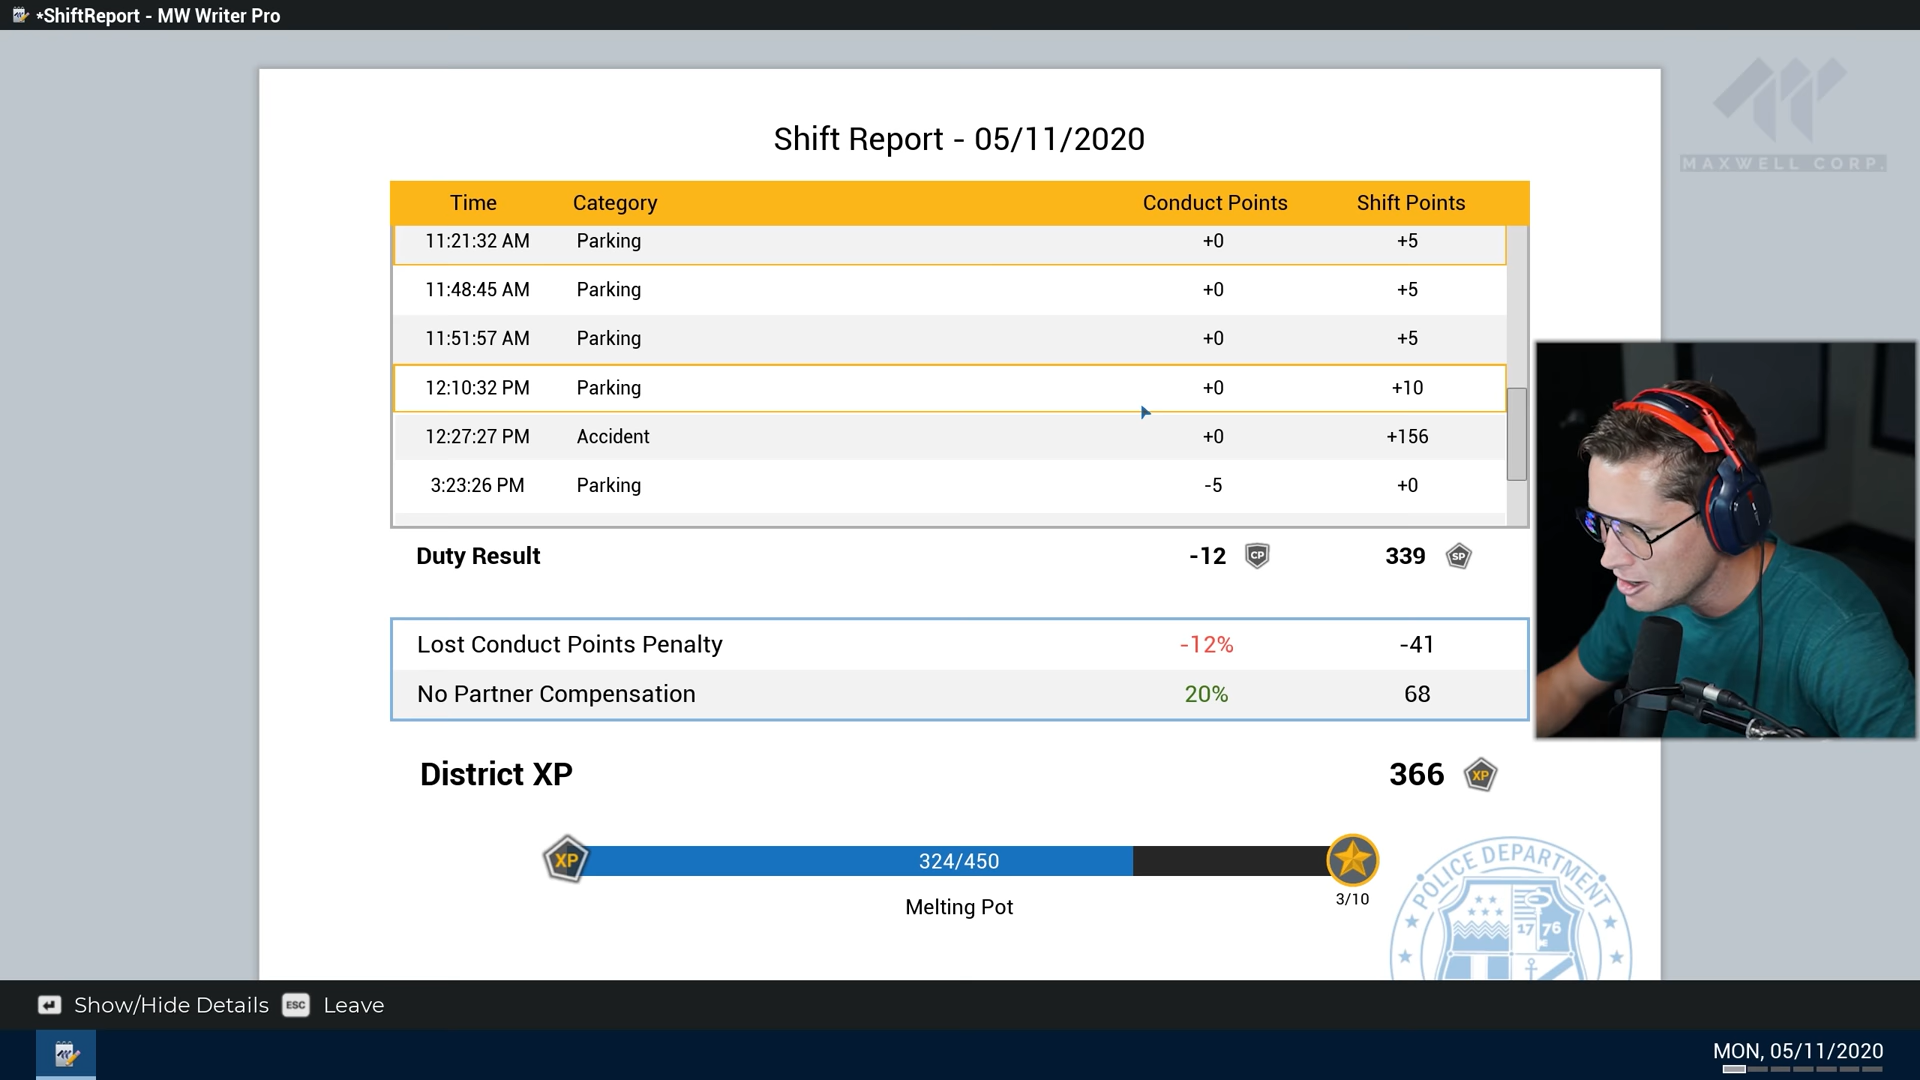 *ShiftReport - MW Writer Pro
MAXWELL CORP.
Shift Report - 05/11/2020
Time Category Conduct Points Shift Points
11:21:32 AM Parking +0 +5
11:48:45 AM Parking +0 +5
11:51:57 AM Parking +0 +5
12:10:32 PM Parking +0 +10
12:27:27 PM Accident +0 +156
3:23:26 PM Parking -5 +0
Duty Result -12 CP 339 SP
Lost Conduct Points Penalty -12% -41
No Partner Compensation 20% 68
District XP 366 XP
XP 324/450
3/10
Melting Pot
POLICE DEPARTMENT
17 76
Show/Hide Details ESC Leave
MON, 05/11/2020